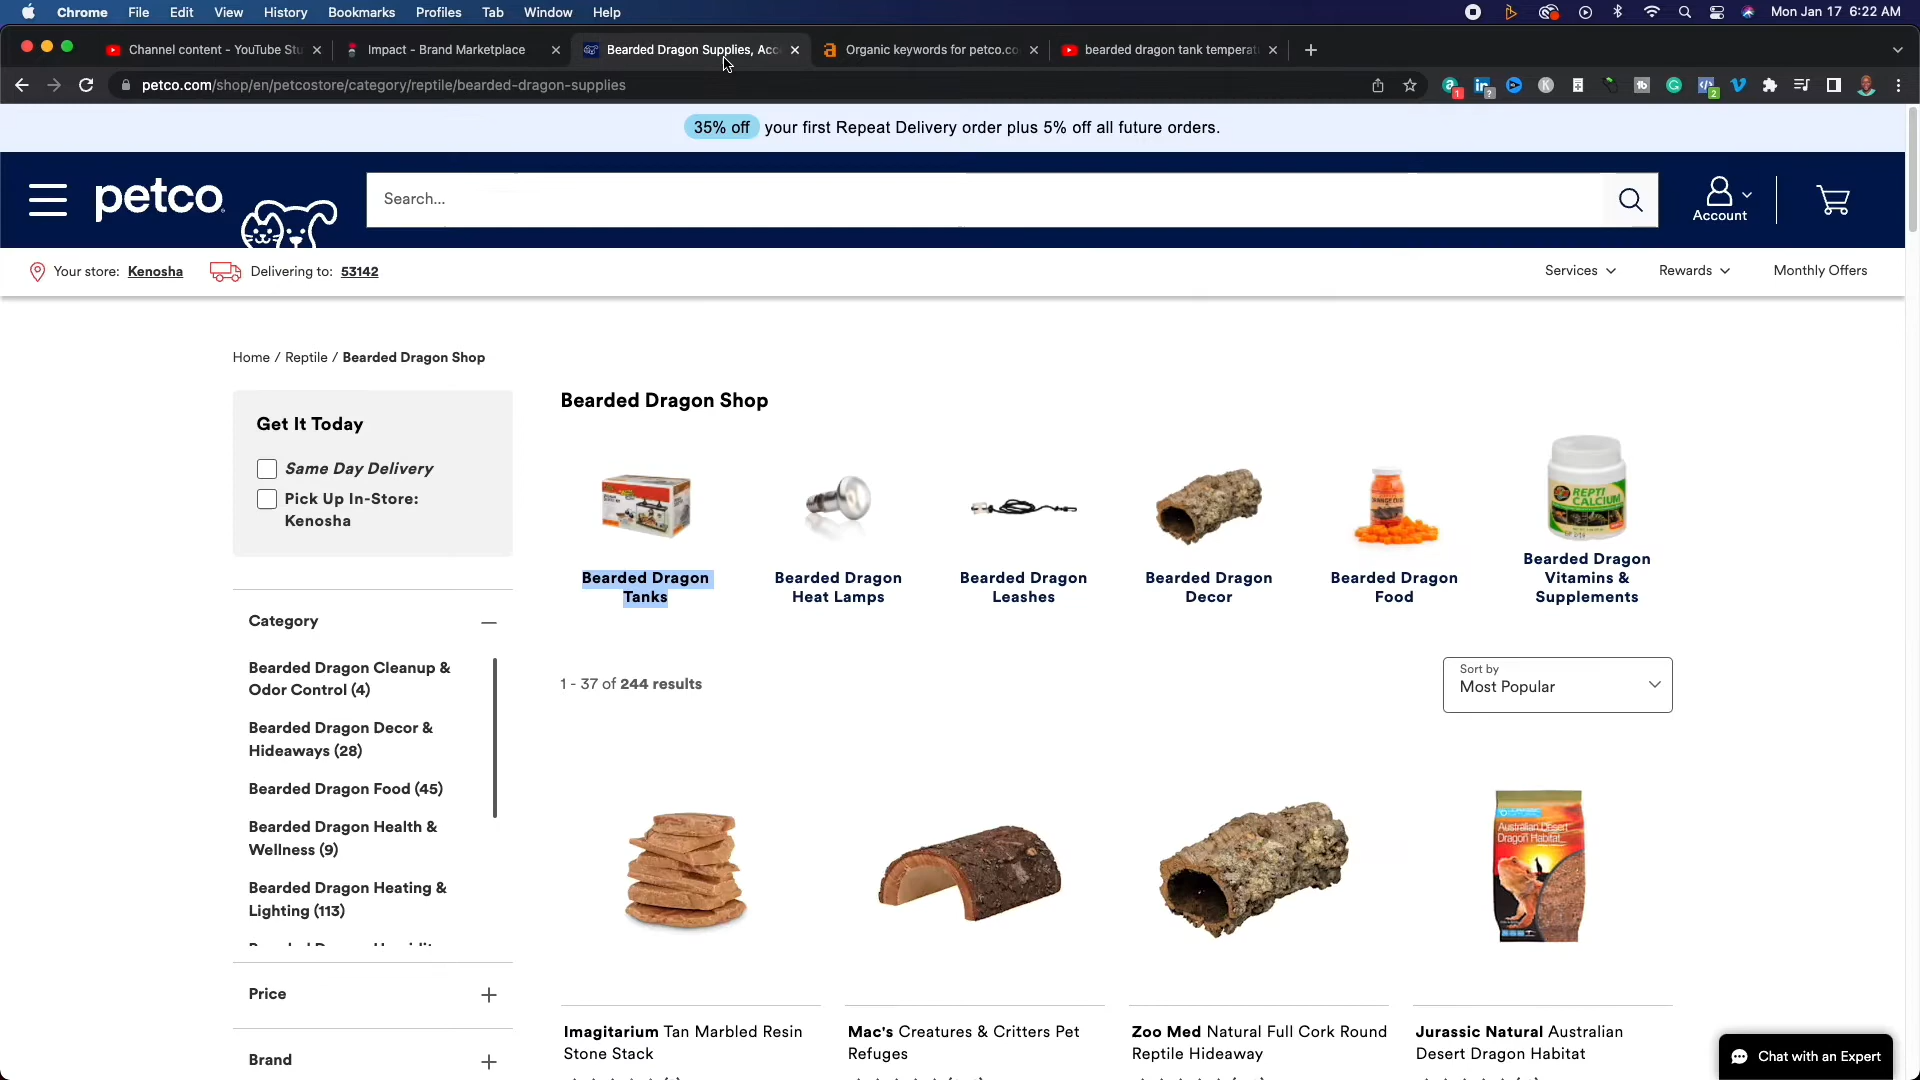 Chrome File Edit View History Bookmarks Profiles Tab Window Help Mon Jan 17 6:22 AM
Channel content - YouTube Stu Impact - Brand Marketplace Bearded Dragon Supplies, Acc Organic keywords for petco.co bearded dragon tank temperat
petco.com/shop/en/petcostore/category/reptile/bearded-dragon-supplies
35% off your first Repeat Delivery order plus 5% off all future orders.
petco
Search...
Account
Your store: Kenosha Delivering to: 53142 Services Rewards Monthly Offers
Home / Reptile / Bearded Dragon Shop
Get It Today
Same Day Delivery
Pick Up In-Store:
Kenosha
Category
Bearded Dragon Cleanup &
Odor Control (4)
Bearded Dragon Decor &
Hideaways (28)
Bearded Dragon Food (45)
Bearded Dragon Health &
Wellness (9)
Bearded Dragon Heating &
Lighting (113)
Price
Brand
Bearded Dragon Shop
Bearded Dragon
Tanks
Bearded Dragon
Heat Lamps
Bearded Dragon
Leashes
Bearded Dragon
Decor
Bearded Dragon
Food
REPTI
CALCIUM
Bearded Dragon
Vitamins &
Supplements
1 - 37 of 244 results
Sort by
Most Popular
Australian Desert
Dragon Habitat
Imagitarium Tan Marbled Resin
Stone Stack
Mac's Creatures & Critters Pet
Refuges
Zoo Med Natural Full Cork Round
Reptile Hideaway
Jurassic Natural Australian
Desert Dragon Habitat
Chat with an Expert